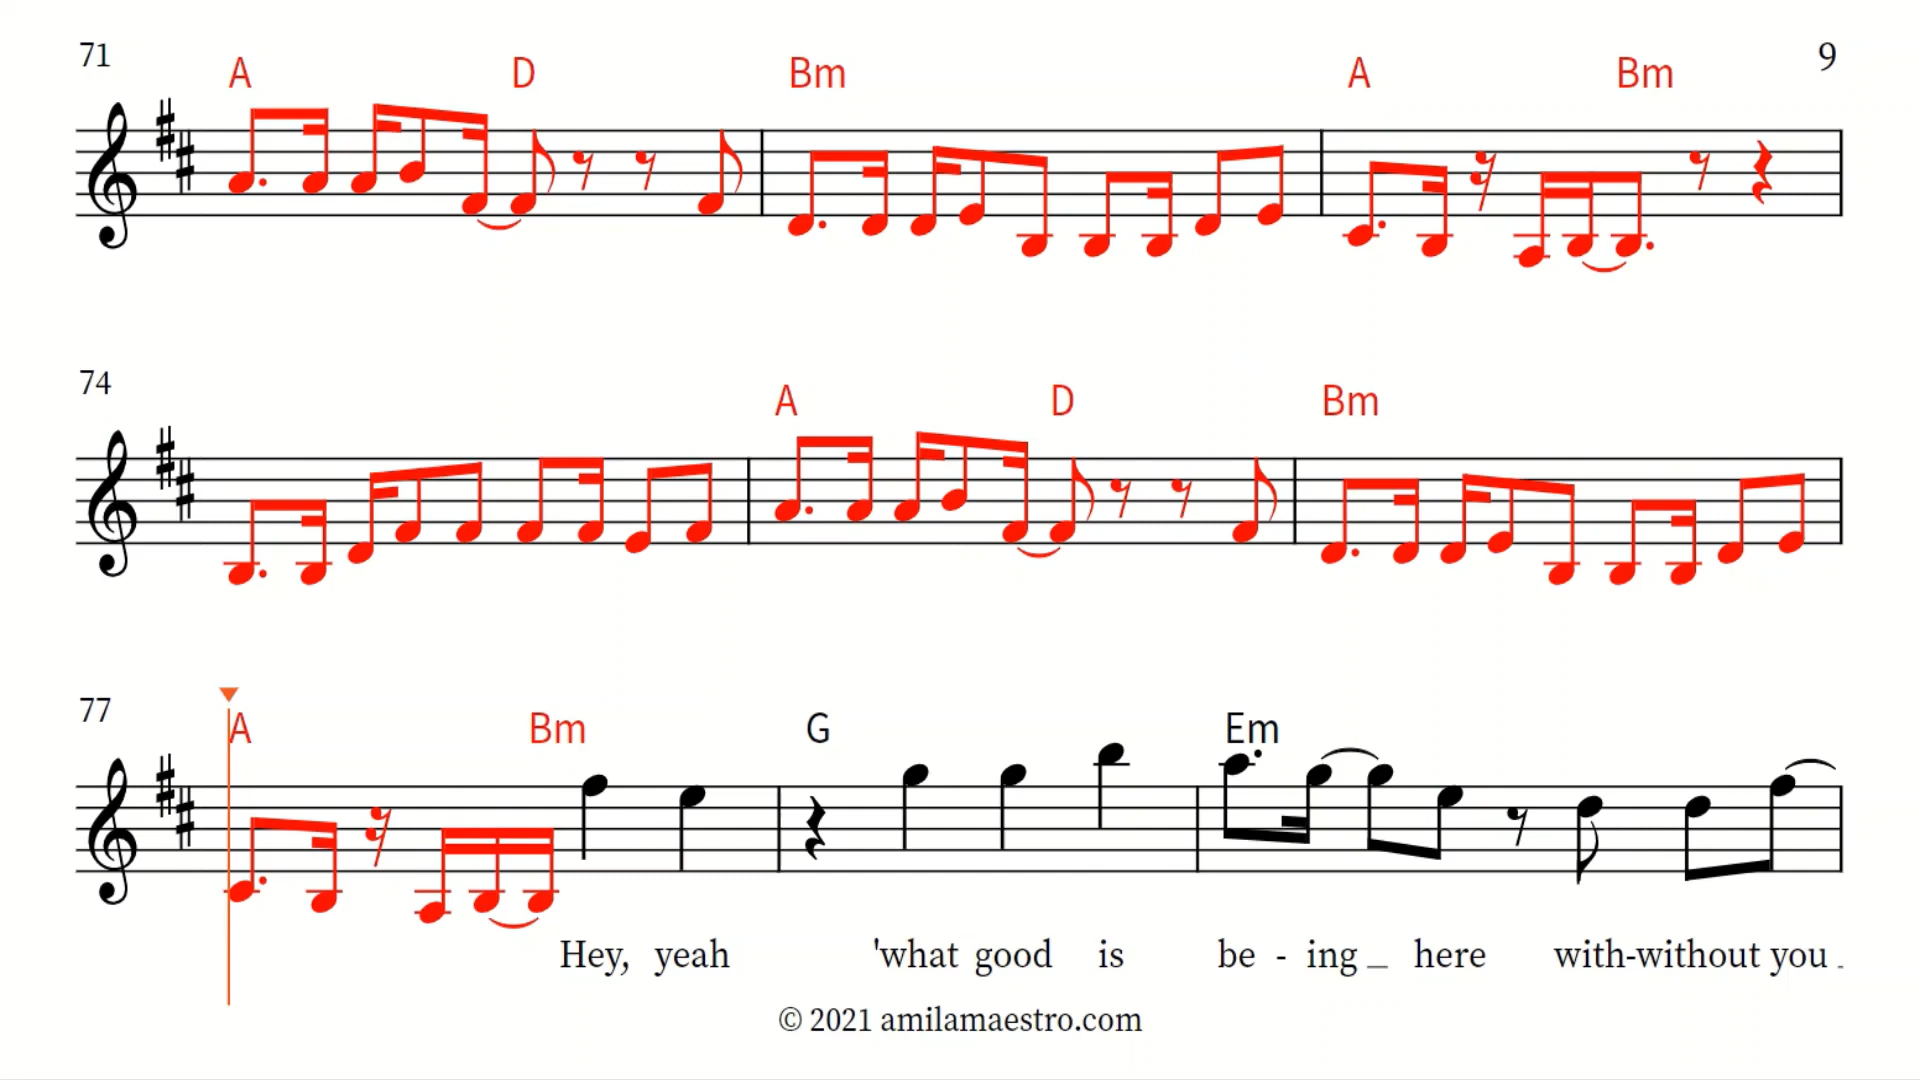 71 9
A D Bm A Bm
74
A D Bm
77
A Bm G Em
Hey, yeah 'what good is be - ing _ here with-without you _
© 2021 amilamaestro.com